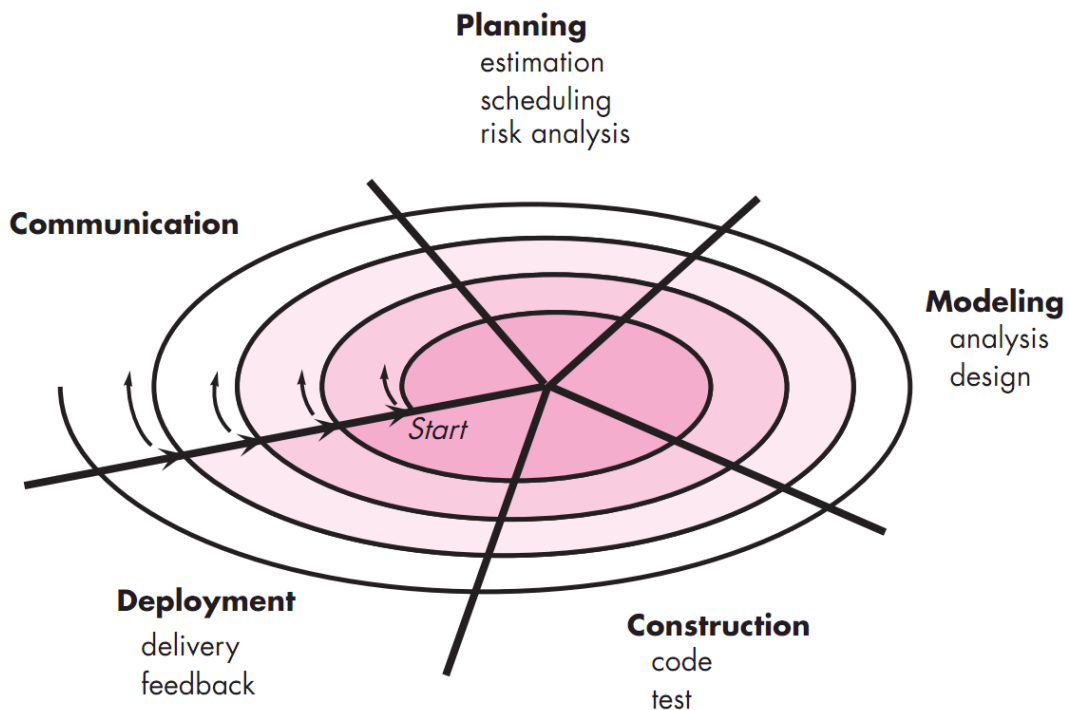 Planning
estimation
scheduling
risk analysis
Communication
Modeling
analysis
design
Start
Deployment
delivery
feedback
Construction
code
test